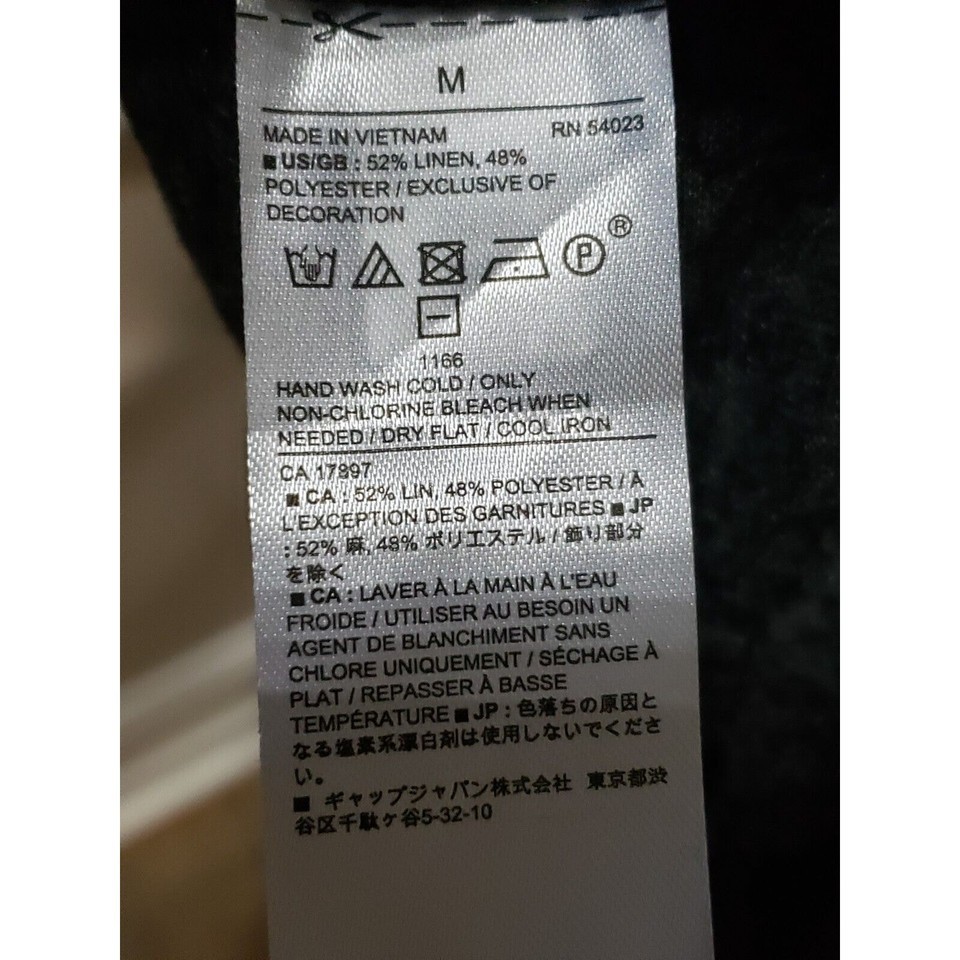 M
MADE IN VIETNAM RN 54023
■ US/GB : 52% LINEN, 48%
POLYESTER / EXCLUSIVE OF
DECORATION
P ®
1166
HAND WASH COLD / ONLY
NON-CHLORINE BLEACH WHEN
NEEDED / DRY FLAT / COOL IRON
CA 17897
■ CA : 52% LIN, 48% POLYESTER / À
L'EXCEPTION DES GARNITURES ■ JP
: 52% 麻, 48% ポリエステル / 飾り部分
を除く
■ CA : LAVER À LA MAIN À L'EAU
FROIDE / UTILISER AU BESOIN UN
AGENT DE BLANCHIMENT SANS
CHLORE UNIQUEMENT / SÉCHAGE À
PLAT / REPASSER À BASSE
TEMPÉRATURE ■ JP : 色落ちの原因と
なる塩素系漂白剤は使用しないでくださ
い。
■ ギャップジャパン株式会社 東京都渋
谷区千駄ケ谷5-32-10